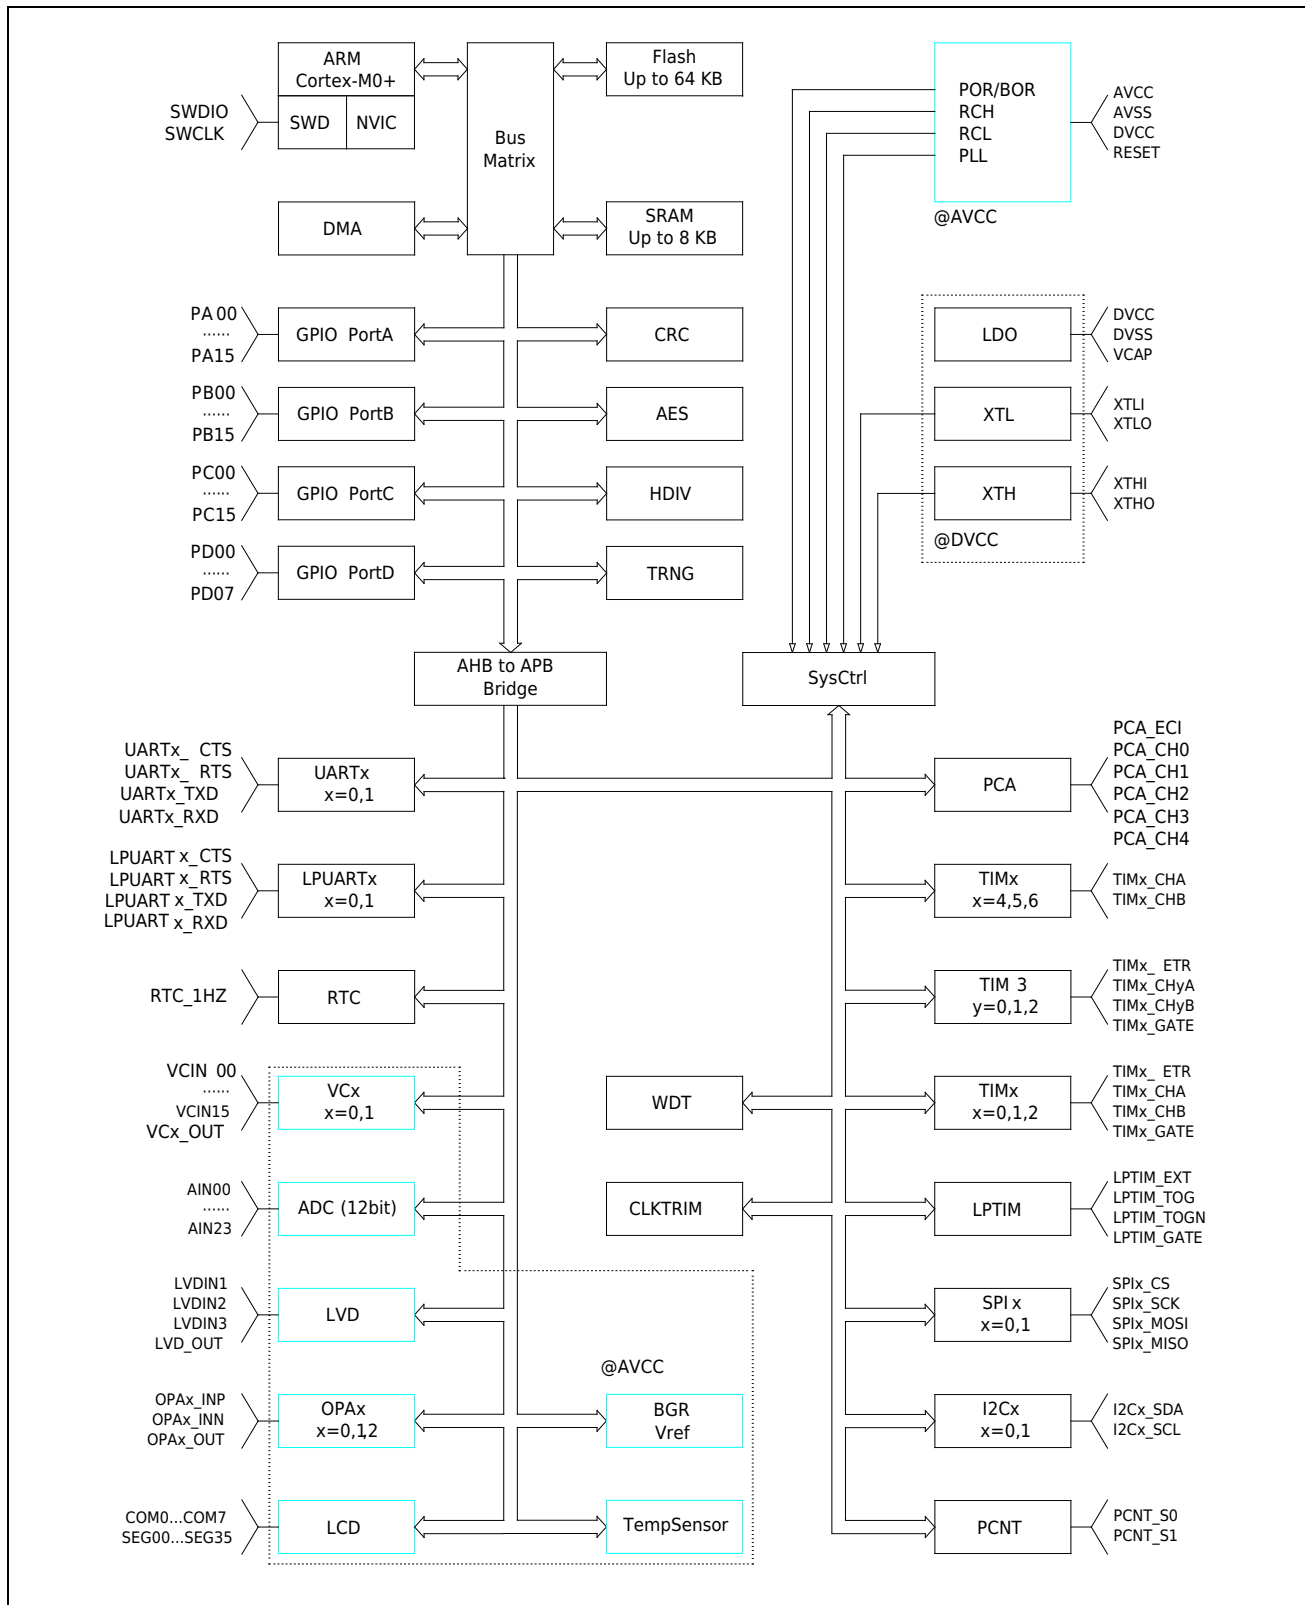 ARM
Cortex-M0+
SWD
NVIC
SWDIO
SWCLK
Bus
Matrix
Flash
Up to 64 KB
DMA
SRAM
Up to 8 KB
POR/BOR
RCH
RCL
PLL
@AVCC
AVCC
AVSS
DVCC
RESET
PA00
......
PA15
GPIO PortA
CRC
LDO
DVCC
DVSS
VCAP
PB00
......
PB15
GPIO PortB
AES
XTL
XTLI
XTLO
PC00
......
PC15
GPIO PortC
HDIV
XTH
XTHI
XTHO
@DVCC
PD00
......
PD07
GPIO PortD
TRNG
AHB to APB
Bridge
SysCtrl
UARTx_ CTS
UARTx_ RTS
UARTx_TXD
UARTx_RXD
UARTx
x=0,1
PCA
PCA_ECI
PCA_CH0
PCA_CH1
PCA_CH2
PCA_CH3
PCA_CH4
LPUART x_CTS
LPUART x_RTS
LPUART x_TXD
LPUART x_RXD
LPUARTx
x=0,1
TIMx
x=4,5,6
TIMx_CHA
TIMx_CHB
RTC_1HZ
RTC
TIM 3
y=0,1,2
TIMx_ ETR
TIMx_CHyA
TIMx_CHyB
TIMx_GATE
VCIN 00
......
VCIN15
VCx_OUT
VCx
x=0,1
WDT
TIMx
x=0,1,2
TIMx_ ETR
TIMx_CHA
TIMx_CHB
TIMx_GATE
AIN00
......
AIN23
ADC (12bit)
CLKTRIM
LPTIM
LPTIM_EXT
LPTIM_TOG
LPTIM_TOGN
LPTIM_GATE
LVDIN1
LVDIN2
LVDIN3
LVD_OUT
LVD
SPI x
x=0,1
SPIx_CS
SPIx_SCK
SPIx_MOSI
SPIx_MISO
@AVCC
OPAx_INP
OPAx_INN
OPAx_OUT
OPAx
x=0,1,2
BGR
Vref
I2Cx
x=0,1
I2Cx_SDA
I2Cx_SCL
COM0...COM7
SEG00...SEG35
LCD
TempSensor
PCNT
PCNT_S0
PCNT_S1